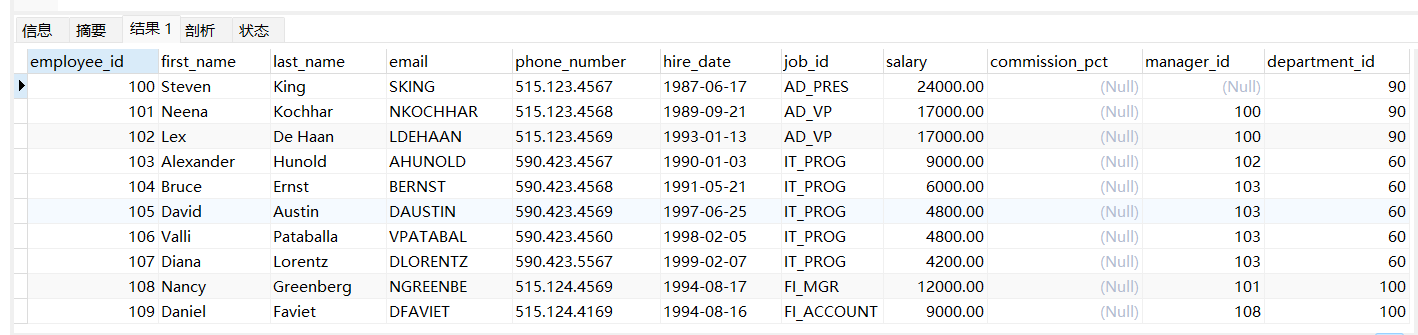 信息 摘要 结果 1 剖析 状态
employee_id first_name last_name email phone_number hire_date job_id salary commission_pct manager_id department_id
100 Steven King SKING 515.123.4567 1987-06-17 AD_PRES 24000.00 (Null) (Null) 90
101 Neena Kochhar NKOCHHAR 515.123.4568 1989-09-21 AD_VP 17000.00 (Null) 100 90
102 Lex De Haan LDEHAAN 515.123.4569 1993-01-13 AD_VP 17000.00 (Null) 100 90
103 Alexander Hunold AHUNOLD 590.423.4567 1990-01-03 IT_PROG 9000.00 (Null) 102 60
104 Bruce Ernst BERNST 590.423.4568 1991-05-21 IT_PROG 6000.00 (Null) 103 60
105 David Austin DAUSTIN 590.423.4569 1997-06-25 IT_PROG 4800.00 (Null) 103 60
106 Valli Pataballa VPATABAL 590.423.4560 1998-02-05 IT_PROG 4800.00 (Null) 103 60
107 Diana Lorentz DLORENTZ 590.423.5567 1999-02-07 IT_PROG 4200.00 (Null) 103 60
108 Nancy Greenberg NGREENBE 515.124.4569 1994-08-17 FI_MGR 12000.00 (Null) 101 100
109 Daniel Faviet DFAVIET 515.124.4169 1994-08-16 FI_ACCOUNT 9000.00 (Null) 108 100